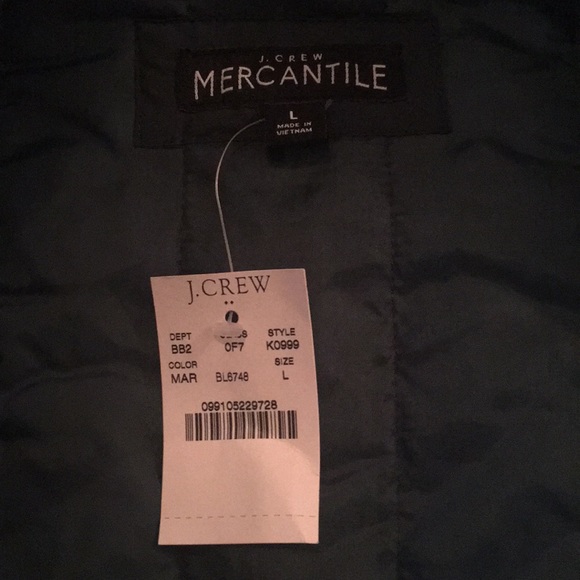 J.CREW
MERCANTILE
L
MADE IN
VIETNAM
J.CREW
DEPT STYLE
BB2 0F7 K0999
COLOR SIZE
MAR BL6748 L
099105229728